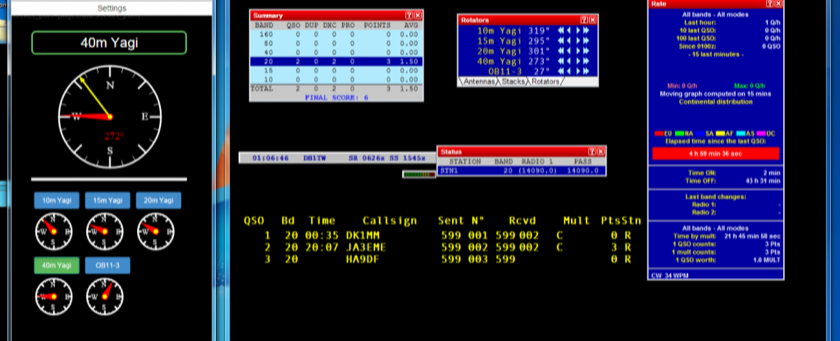 Settings
40m Yagi
N
W
E
S
272°
10m Yagi 15m Yagi 20m Yagi
40m Yagi OB11-3
Summary
BAND QSO DUP DXC PRO POINTS AVG
160 0 0 0 0 0 0.00
80 0 0 0 0 0 0.00
40 0 0 0 0 0 0.00
20 2 0 2 0 3 1.50
15 0 0 0 0 0 0.00
10 0 0 0 0 0 0.00
TOTAL 2 0 2 0 3 1.50
FINAL SCORE: 6
Rotators
10m Yagi 319°
15m Yagi 295°
20m Yagi 301°
40m Yagi 273°
OB11-3 27°
Antennas Stacks Rotators
01:06:46 DH1TW SR 0626z SS 1545z
Status
STATION BAND RADIO 1 PASS
STN1 20 (14090.0) 14090.0
QSO Bd Time Callsign Sent N° Rcvd Mult PtsStn
1 20 00:35 DK1MM 599 001 599 002 C 0 R
2 20 20:07 JA3EME 599 002 599 002 C 3 R
3 20 HA9DF 599 003 599 0 R
Rate
All bands - All modes
Last hour: 1 Q/h
10 last QSO: 0 Q/h
100 last QSO: 0 Q/h
Since 0100z: 0 QSO
- 15 last minutes -
Min: 0 Q/H Max: 0 Q/H
Moving graph computed on 15 mins
Continental distribution
EU NA SA AF AS OC
Elapsed time since the last QSO:
4 h 59 min 36 sec
Time ON: 2 min
Time OFF: 43 h 31 min
Last band changes:
Radio 1: -
Radio 2: -
All bands - All modes
Time by mult: 21 h 46 min 58 sec
1 QSO counts: 3 Pts
1 mult counts: 3 Pts
1 QSO worth: 1.0 MULT
CW 34 WPM